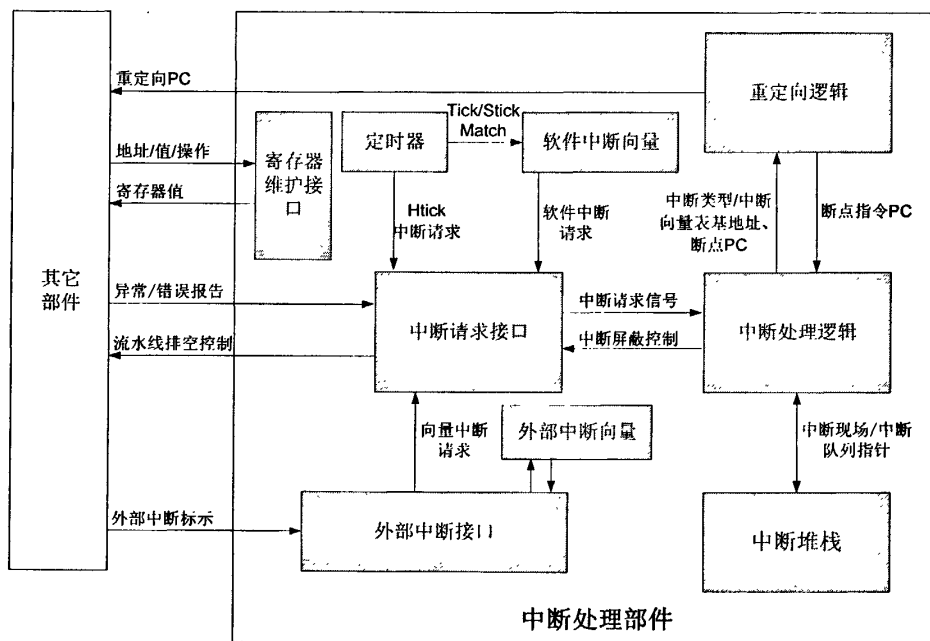 重定向PC
重定向逻辑
Tick/Stick
Match
定时器
软件中断向量
地址/值/操作
寄存器
维护接
口
寄存器值
Htick
中断请求
软件中断
请求
中断类型/中断
向量表基地址、
断点PC
断点指令PC
其它
部件
异常/错误报告
中断请求接口
中断请求信号
中断处理逻辑
流水线排空控制
中断屏蔽控制
向量中断
请求
外部中断向量
中断现场/中断
队列指针
外部中断标示
外部中断接口
中断堆栈
中断处理部件